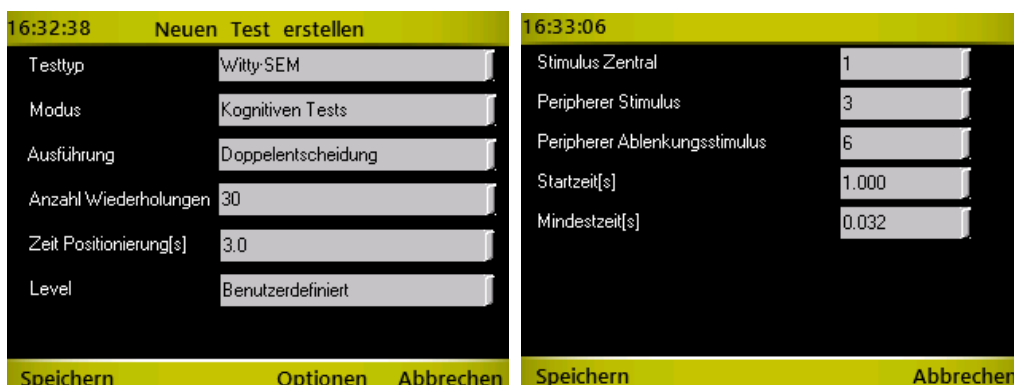 16:32:38 Neuen Test erstellen
Testtyp Witty·SEM
Modus Kognitiven Tests
Ausführung Doppelentscheidung
Anzahl Wiederholungen 30
Zeit Positionierung[s] 3.0
Level Benutzerdefiniert
Speichern Optionen Abbrechen
16:33:06
Stimulus Zentral 1
Peripherer Stimulus 3
Peripherer Ablenkungsstimulus 6
Startzeit[s] 1.000
Mindestzeit[s] 0.032
Speichern Abbrechen